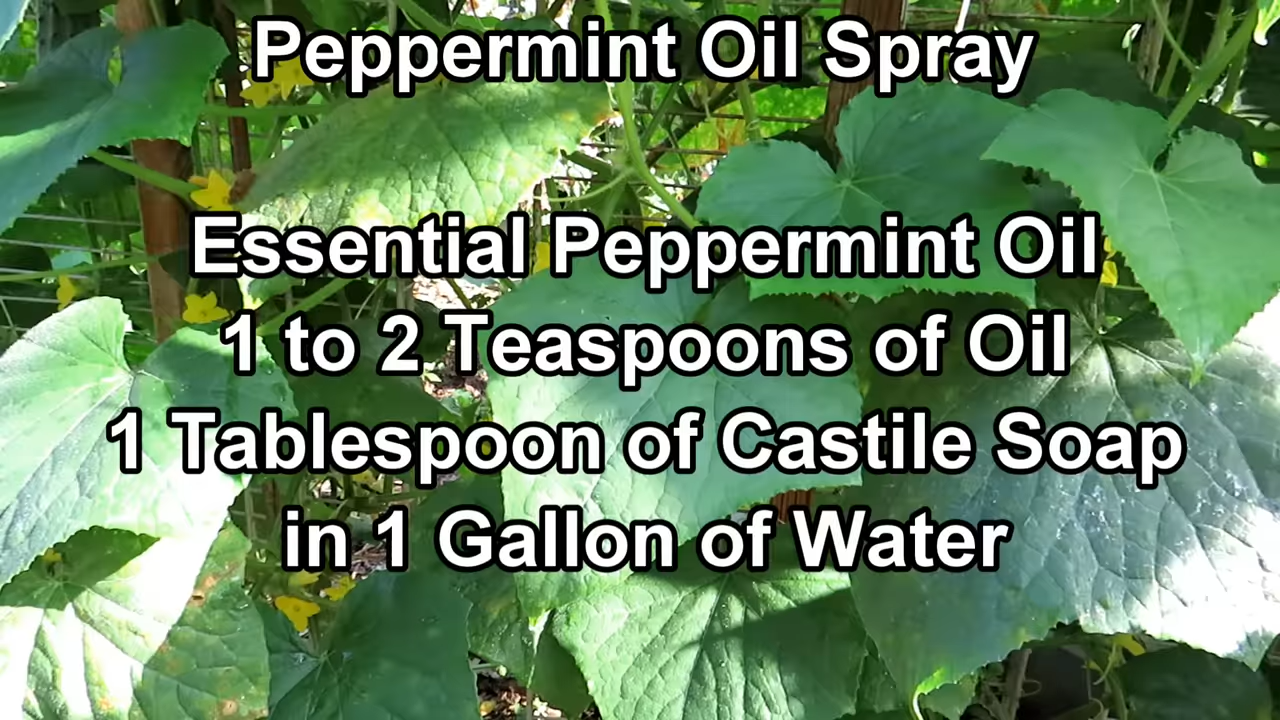 Peppermint Oil Spray
Essential Peppermint Oil
1 to 2 Teaspoons of Oil
1 Tablespoon of Castile Soap
in 1 Gallon of Water